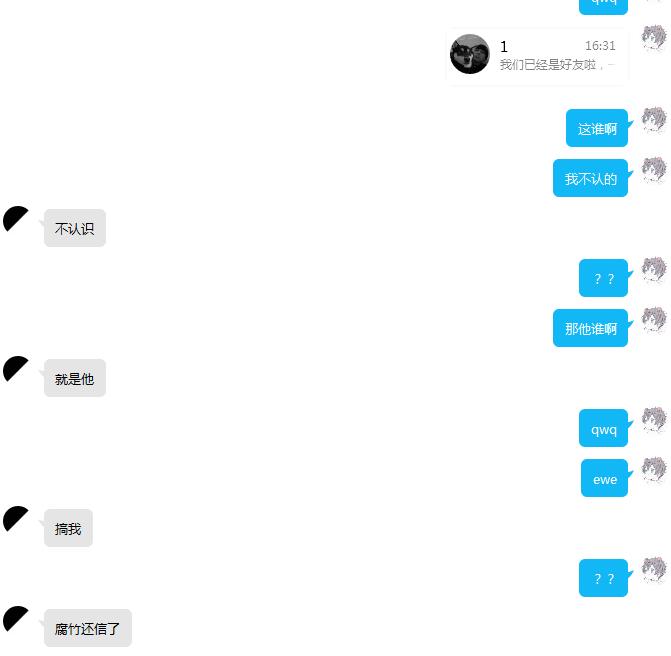 qwq
1
16:31
我们已经是好友啦，
这谁啊
我不认的
不认识
？？
那他谁啊
就是他
qwq
ewe
搞我
？？
腐竹还信了